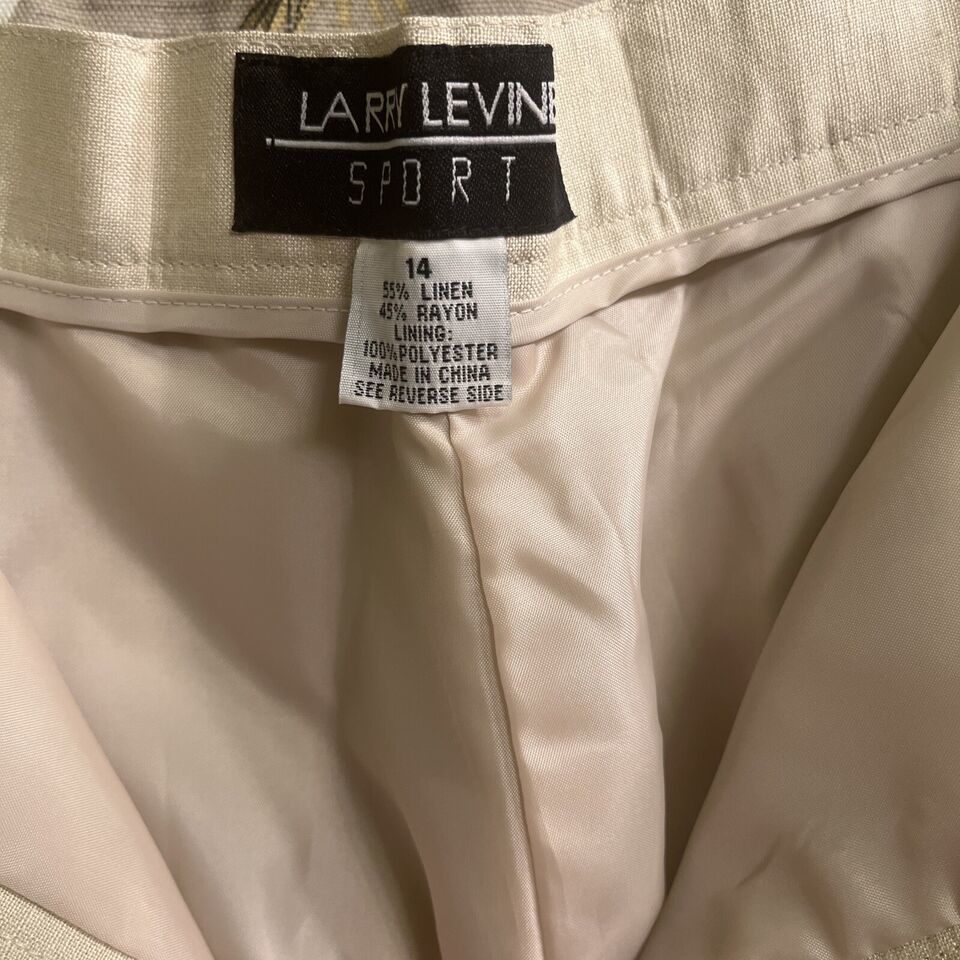 LARRY LEVINE
SPORT
14
55% LINEN
45% RAYON
LINING:
100%POLYESTER
MADE IN CHINA
SEE REVERSE SIDE